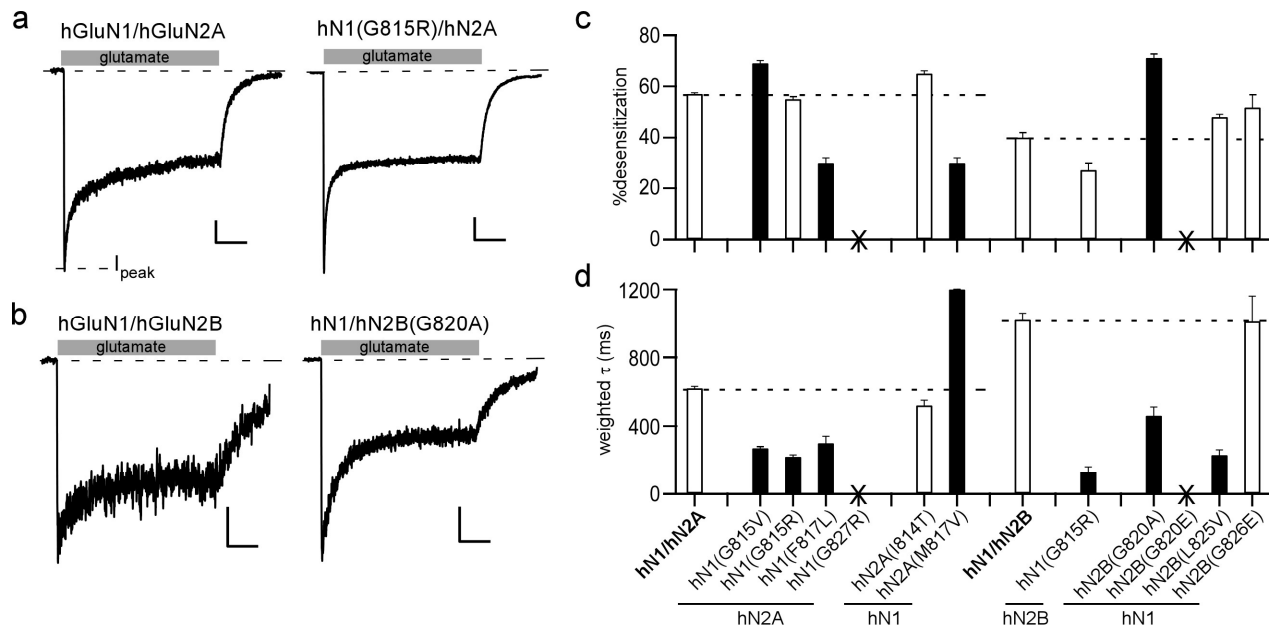 a
hGluN1/hGluN2A
glutamate
peak
hN1(G815R)/hN2A
glutamate
b
hGluN1/hGluN2B
glutamate
hN1/hN2B(G820A)
glutamate
c
%desensitization
80
60
40
20
0
X
X
d
weighted τ (ms)
1200
800
400
0
X
X
hN1/hN2A
hN1(G815V)
hN1(G815R)
hN1(F817L)
hN1(G827R)
hN2A(I814T)
hN2A(M817V)
hN1/hN2B
hN1(G815R)
hN2B(G820A)
hN2B(G820E)
hN2B(L825V)
hN2B(G826E)
hN2A
hN1
hN2B
hN1